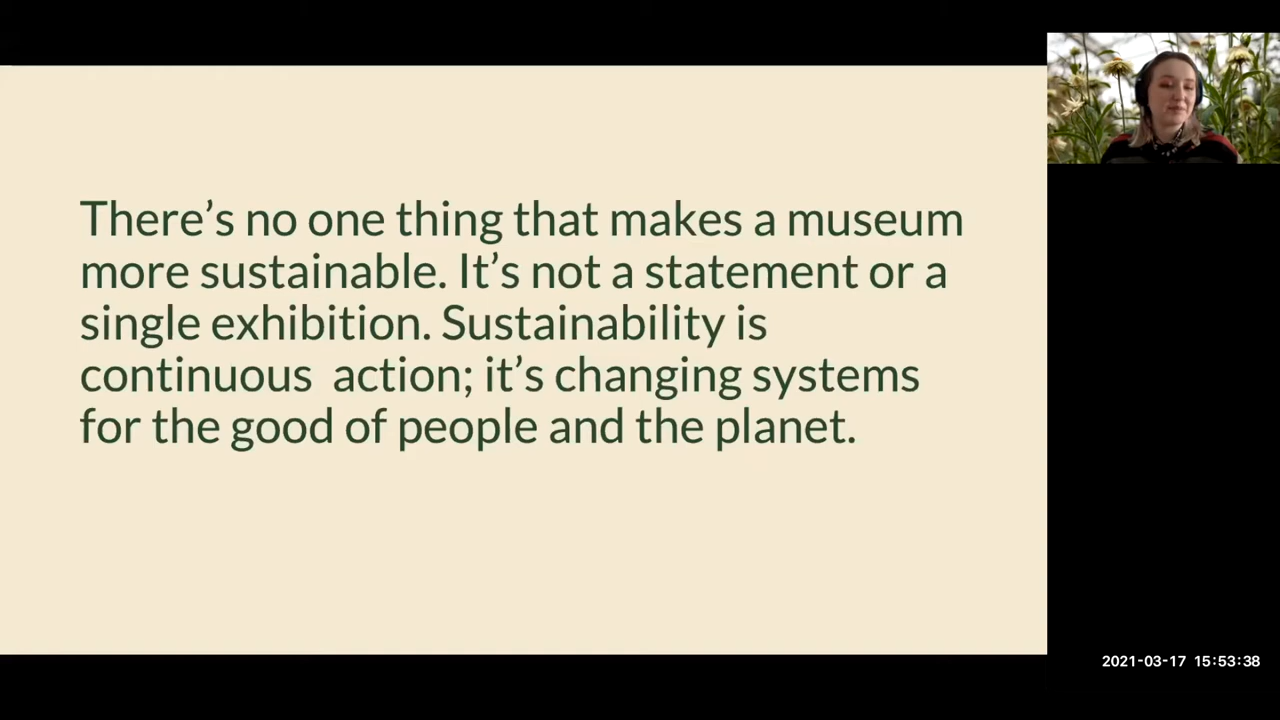 There’s no one thing that makes a museum
more sustainable. It’s not a statement or a
single exhibition. Sustainability is
continuous  action; it’s changing systems
for the good of people and the planet.
2021-03-17 15:53:38